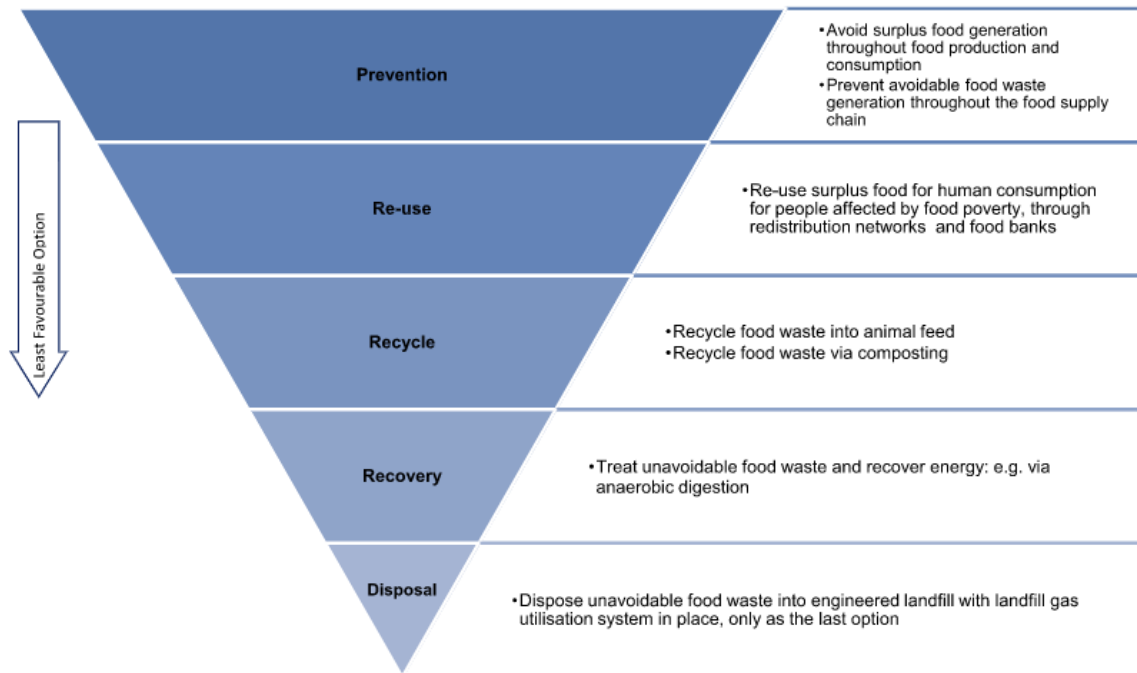 Prevention
•Avoid surplus food generation
throughout food production and
consumption
•Prevent avoidable food waste
generation throughout the food supply
chain
Least Favourable Option
Re-use
•Re-use surplus food for human consumption
for people affected by food poverty, through
redistribution networks and food banks
Recycle
•Recycle food waste into animal feed
•Recycle food waste via composting
Recovery
•Treat unavoidable food waste and recover energy: e.g. via
anaerobic digestion
Disposal
•Dispose unavoidable food waste into engineered landfill with landfill gas
utilisation system in place, only as the last option